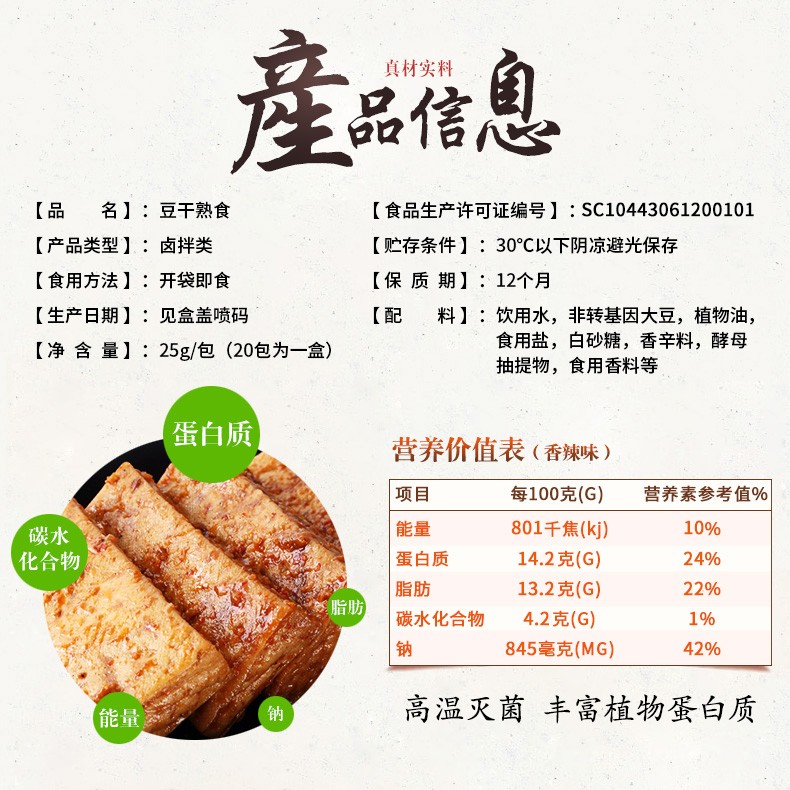 真材实料
產品信息
【品　　名】：豆干熟食
【产品类型】：卤拌类
【食用方法】：开袋即食
【生产日期】：见盒盖喷码
【净 含 量】：25g/包（20包为一盒）
【食品生产许可证编号】：SC10443061200101
【贮存条件】：30℃以下阴凉避光保存
【保 质 期】：12个月
【配　　料】：饮用水，非转基因大豆，植物油，
食用盐，白砂糖，香辛料，酵母
抽提物，食用香料等
蛋白质
碳水
化合物
脂肪
能量
钠
营养价值表（香辣味）
项目 每100克(G) 营养素参考值%
能量 801千焦(kj) 10%
蛋白质 14.2克(G) 24%
脂肪 13.2克(G) 22%
碳水化合物 4.2克(G) 1%
钠 845毫克(MG) 42%
高温灭菌 丰富植物蛋白质